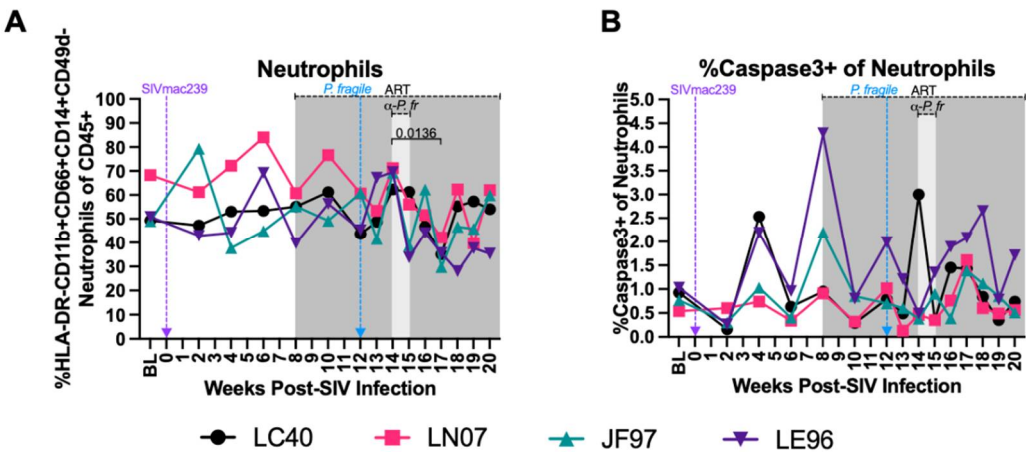 A
B
%HLA-DR-CD11b+CD66+CD14+CD49d-
Neutrophils of CD45+
Neutrophils
SIVmac239
P. fragile
ART
α-P. fr
0.0136
100
90
80
70
60
50
40
30
20
10
0
BL 0 1 2 3 4 5 6 7 8 9 10 11 12 13 14 15 16 17 18 19 20
Weeks Post-SIV Infection
%Caspase3+ of Neutrophils
%Caspase3+ of Neutrophils
SIVmac239
P. fragile
ART
α-P. fr
5.0
4.5
4.0
3.5
3.0
2.5
2.0
1.5
1.0
0.5
0.0
BL 0 1 2 3 4 5 6 7 8 9 10 11 12 13 14 15 16 17 18 19 20
Weeks Post-SIV Infection
LC40 LN07 JF97 LE96